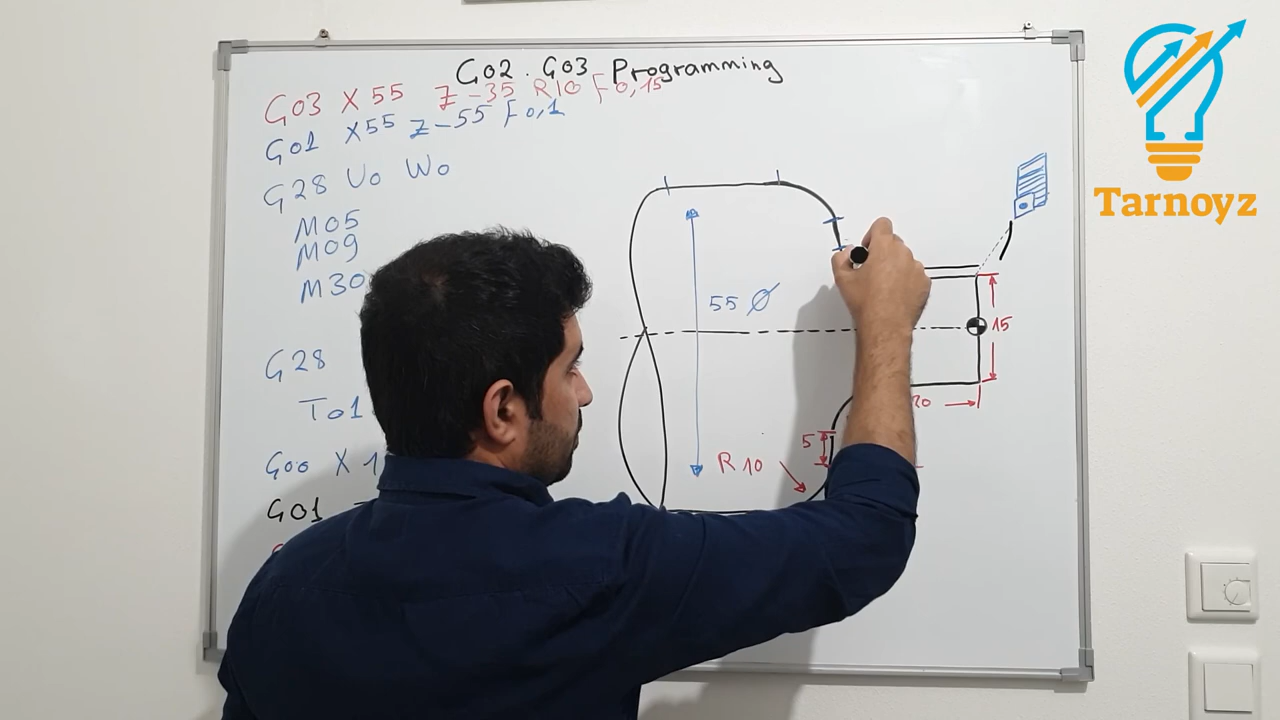 G02 . G03 Programming
G03 X55 Z-35 R10 F0,15
G01 X55 Z-55 F0,1
G28 U0 W0
M05
M09
M30
G28
T01
G00 X1
G01
55 Ø
15
20
5
R10
Tarnoyz